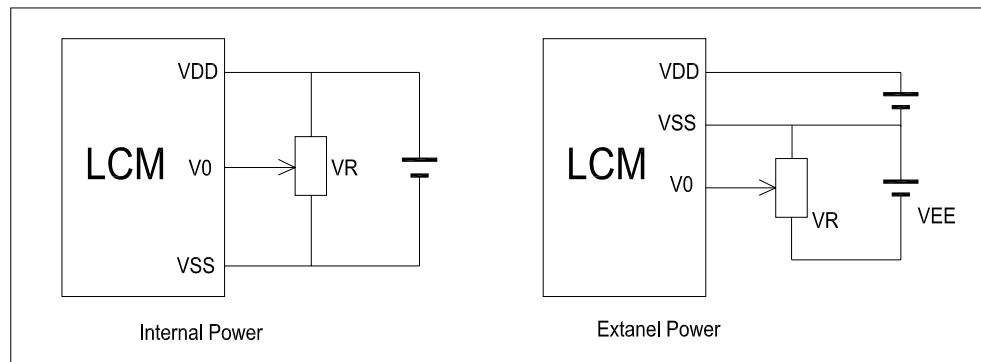 VDD
LCM
V0
VR
VSS
Internal Power
VDD
VSS
LCM
V0
VR
VEE
Extanel Power